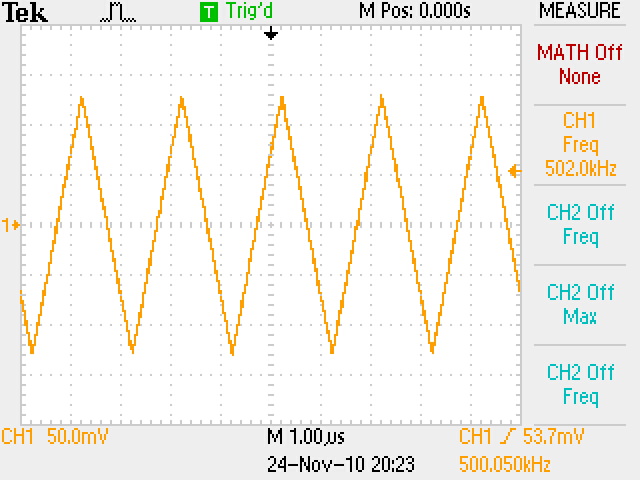 Tek T Trig'd M Pos: 0.000s MEASURE
MATH Off
None
CH1
Freq
502.0kHz
1
CH2 Off
Freq
CH2 Off
Max
CH2 Off
Freq
CH1 50.0mV M 1.00µs CH1 53.7mV
24-Nov-10 20:23 500.050kHz